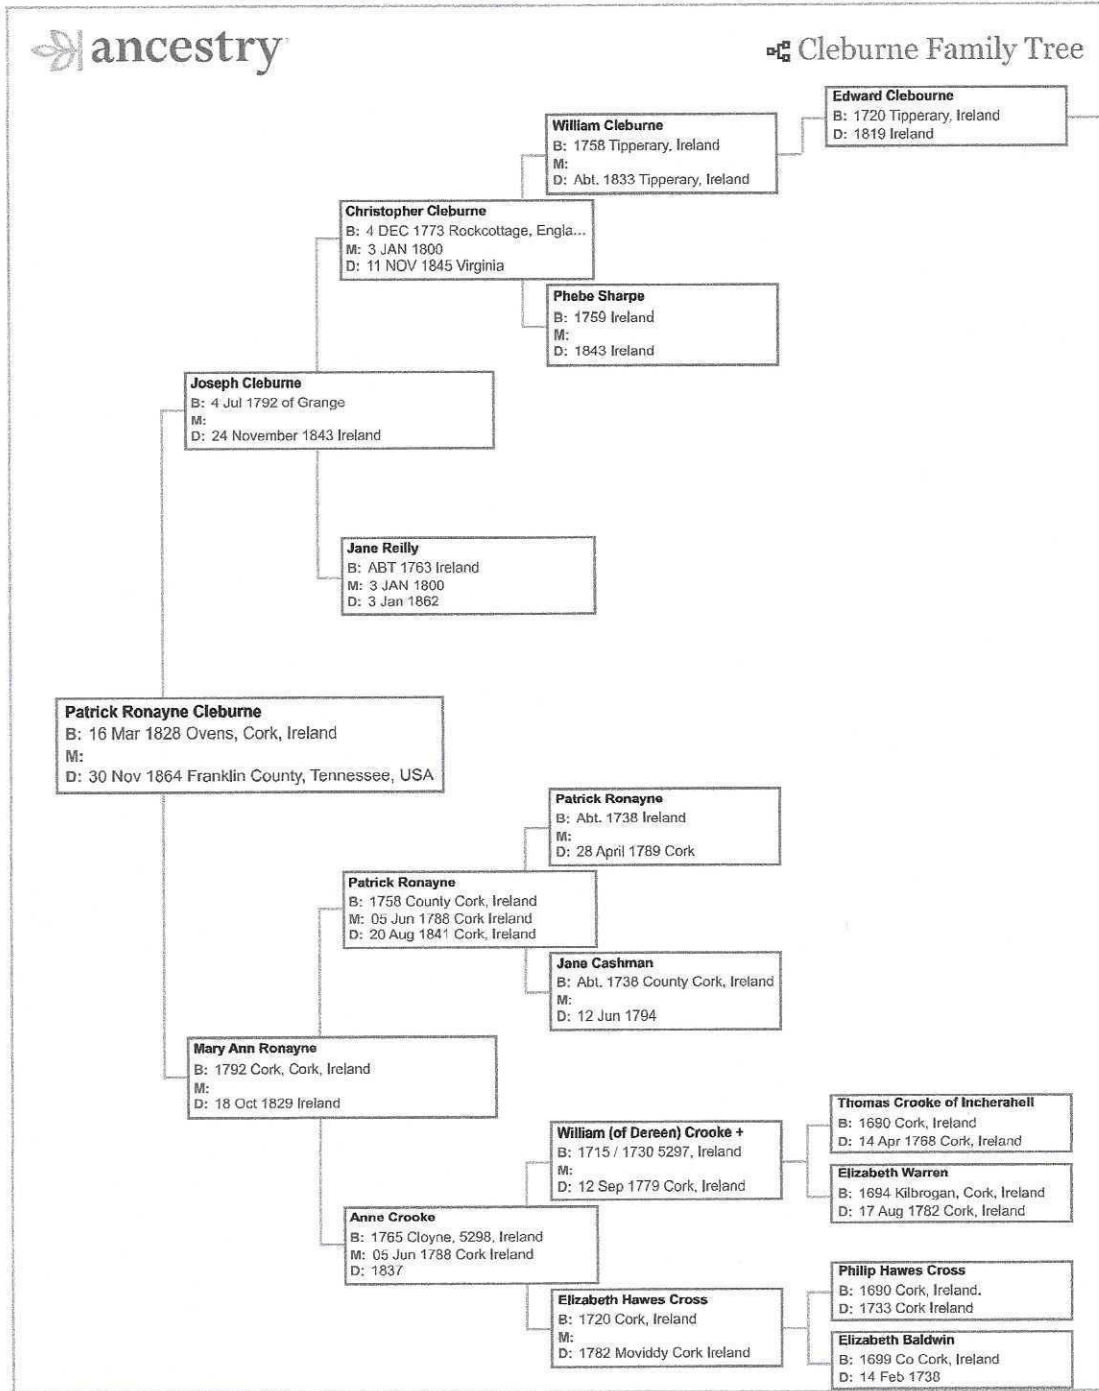 ancestry
Cleburne Family Tree
Edward Clebourne
B: 1720 Tipperary, Ireland
D: 1819 Ireland
William Cleburne
B: 1758 Tipperary, Ireland
M:
D: Abt. 1833 Tipperary, Ireland
Christopher Cleburne
B: 4 DEC 1773 Rockcottage, Engla...
M: 3 JAN 1800
D: 11 NOV 1845 Virginia
Phebe Sharpe
B: 1759 Ireland
M:
D: 1843 Ireland
Joseph Cleburne
B: 4 Jul 1792 of Grange
M:
D: 24 November 1843 Ireland
Jane Reilly
B: ABT 1763 Ireland
M: 3 JAN 1800
D: 3 Jan 1862
Patrick Ronayne Cleburne
B: 16 Mar 1828 Ovens, Cork, Ireland
M:
D: 30 Nov 1864 Franklin County, Tennessee, USA
Patrick Ronayne
B: Abt. 1738 Ireland
M:
D: 28 April 1789 Cork
Patrick Ronayne
B: 1758 County Cork, Ireland
M: 05 Jun 1788 Cork Ireland
D: 20 Aug 1841 Cork, Ireland
Jane Cashman
B: Abt. 1738 County Cork, Ireland
M:
D: 12 Jun 1794
Mary Ann Ronayne
B: 1792 Cork, Cork, Ireland
M:
D: 18 Oct 1829 Ireland
Thomas Crooke of Incherahell
B: 1690 Cork, Ireland
D: 14 Apr 1768 Cork, Ireland
William (of Dereen) Crooke +
B: 1715 / 1730 5297, Ireland
M:
D: 12 Sep 1779 Cork, Ireland
Elizabeth Warren
B: 1694 Kilbrogan, Cork, Ireland
D: 17 Aug 1782 Cork, Ireland
Anne Crooke
B: 1765 Cloyne, 5298, Ireland
M: 05 Jun 1788 Cork Ireland
D: 1837
Philip Hawes Cross
B: 1690 Cork, Ireland.
D: 1733 Cork Ireland
Elizabeth Hawes Cross
B: 1720 Cork, Ireland
M:
D: 1782 Moviddy Cork Ireland
Elizabeth Baldwin
B: 1699 Co Cork, Ireland
D: 14 Feb 1738